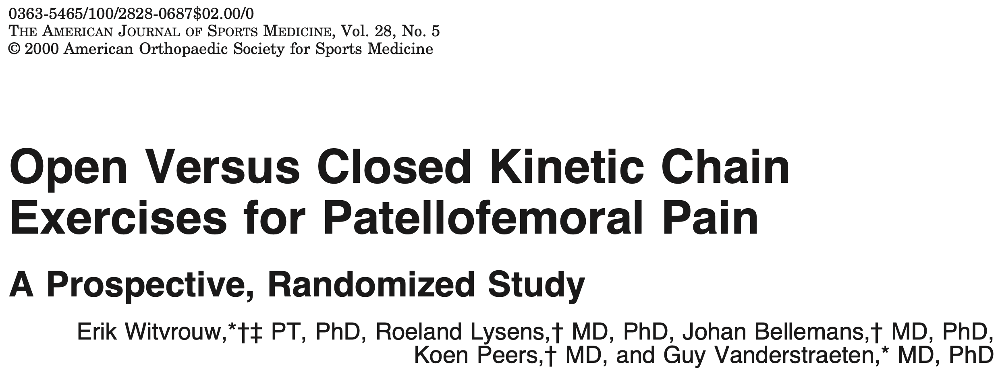 0363-5465/100/2828-0687$02.00/0
THE AMERICAN JOURNAL OF SPORTS MEDICINE, Vol. 28, No. 5
© 2000 American Orthopaedic Society for Sports Medicine
Open Versus Closed Kinetic Chain
Exercises for Patellofemoral Pain
A Prospective, Randomized Study
Erik Witvrouw,*†‡ PT, PhD, Roeland Lysens,† MD, PhD, Johan Bellemans,† MD, PhD,
Koen Peers,† MD, and Guy Vanderstraeten,* MD, PhD